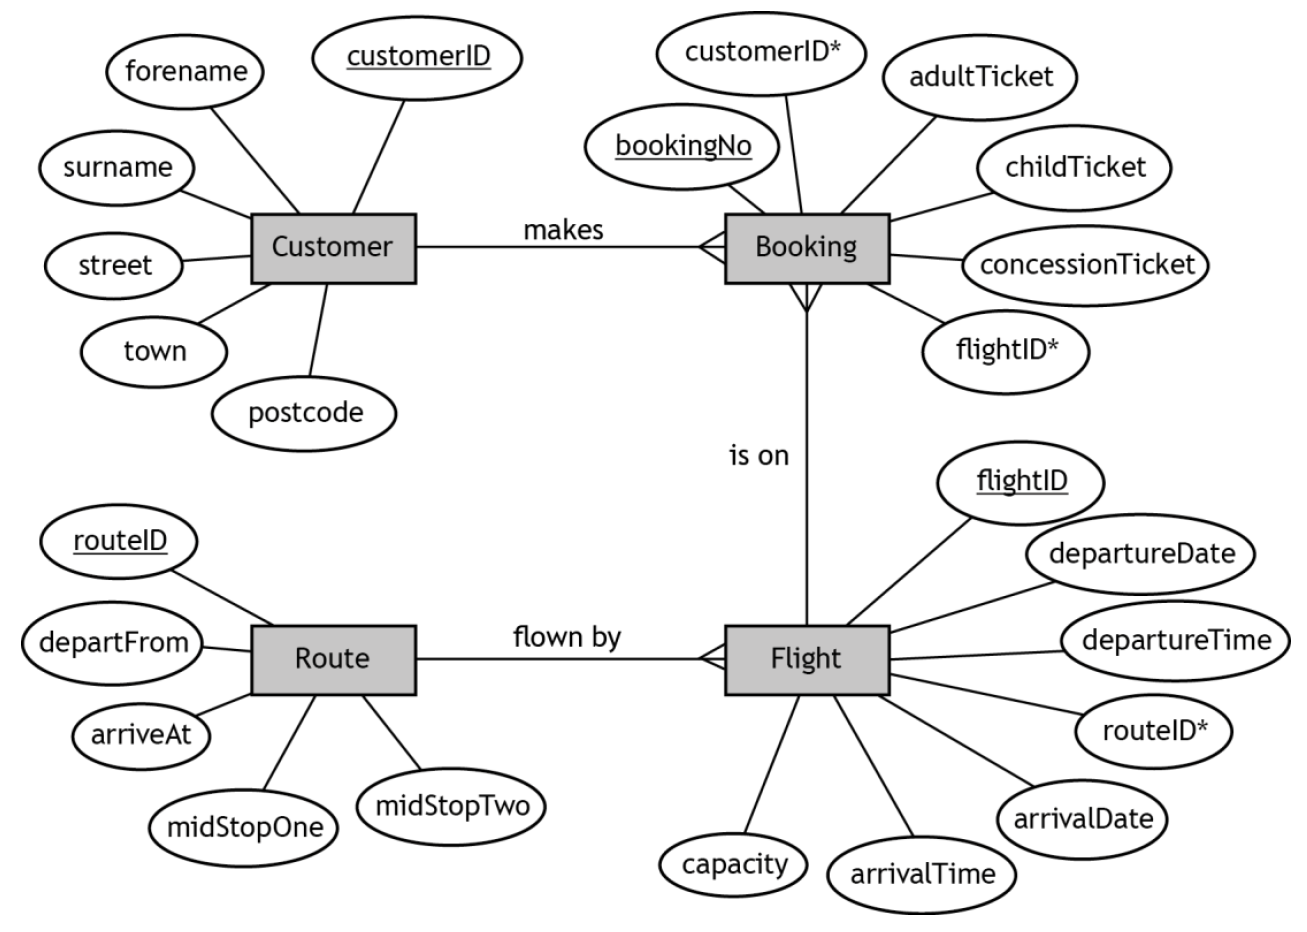 customerID
forename
surname
street
town
postcode
Customer
makes
customerID*
adultTicket
bookingNo
childTicket
Booking
concessionTicket
flightID*
is on
routeID
departFrom
arriveAt
midStopOne
midStopTwo
Route
flown by
flightID
departureDate
departureTime
Flight
routeID*
arrivalDate
arrivalTime
capacity